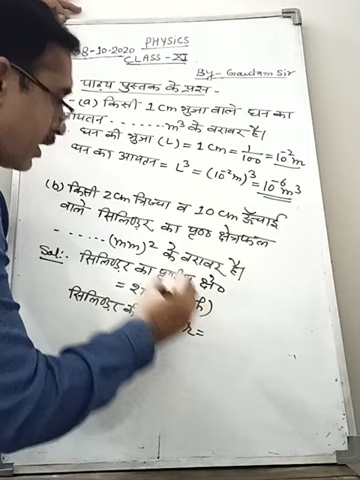 PHYSICS
8-10-2020
CLASS-XI
By- Gautam Sir
पाठ्य पुस्तक के प्रश्न -
-(a) किसी 1 cm भुजा वाले घन का
आयतन ....... m³ के बराबर है।
घन की भुजा (L) = 1 cm = 1/100 = 10⁻² m
घन का आयतन = L³ = (10⁻² m)³ = 10⁻⁶ m³
(b) किसी 2 cm त्रिज्या व 10 cm ऊँचाई
वाले सिलिण्डर का पृष्ठ क्षेत्रफल
....... (mm)² के बराबर है।
Sol:- सिलिण्डर का क्षे०
सिलिण्डर की